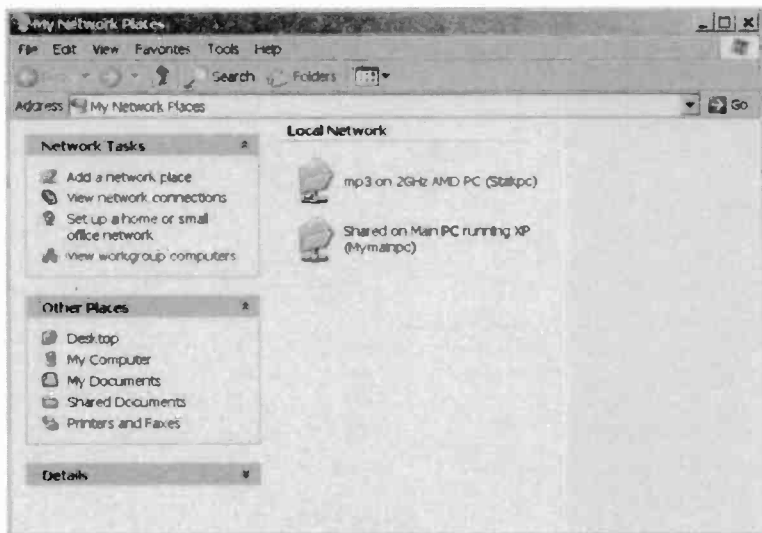 My Network Places
File Edit View Favorites Tools Help
Search Folders
Address My Network Places Go
Network Tasks
Add a network place
View network connections
Set up a home or small
office network
View workgroup computers
Other Places
Desktop
My Computer
My Documents
Shared Documents
Printers and Faxes
Details
Local Network
mp3 on 2GHz AMD PC (Stalkpc)
Shared on Main PC running XP
(Mymainpc)